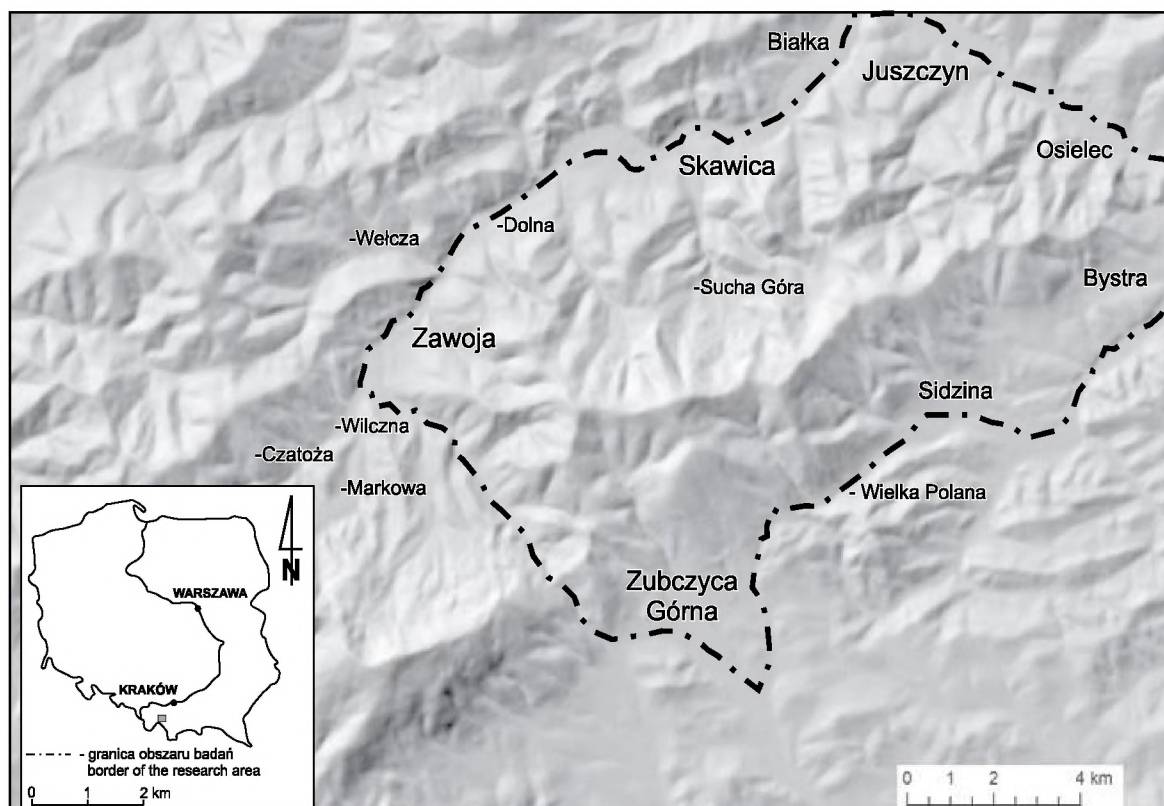 Białka
Juszczyn
Osielec
Skawica
-Dolna
-Wełcza
Bystra
-Sucha Góra
Zawoja
Sidzina
-Wilczna
-Czatoża
-Markowa
- Wielka Polana
Zubczyca
Górna
N
WARSZAWA
KRAKÓW
- granica obszaru badań
border of the research area
0 1 2 km
0 1 2 4 km